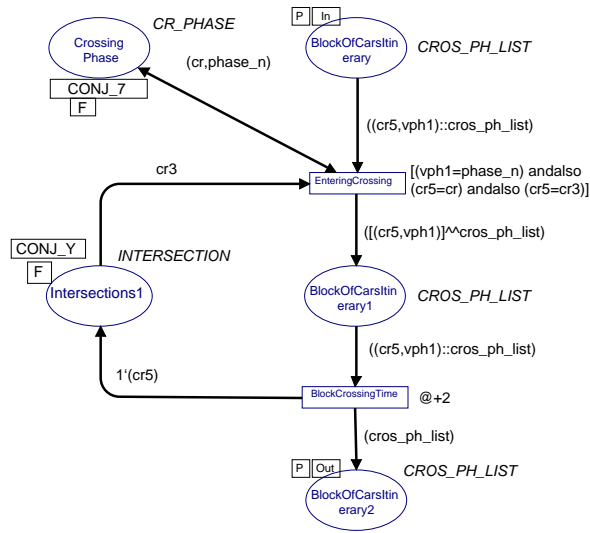 CR_PHASE
Crossing
Phase
CONJ_7
F
(cr,phase_n)
P In
BlockOfCarsItin
erary
CROS_PH_LIST
((cr5,vph1)::cros_ph_list)
cr3
EnteringCrossing
[(vph1=phase_n) andalso
(cr5=cr) andalso (cr5=cr3)]
([(cr5,vph1)]^^cros_ph_list)
CONJ_Y
F
INTERSECTION
Intersections1
BlockOfCarsItin
erary1
CROS_PH_LIST
((cr5,vph1)::cros_ph_list)
1‘(cr5)
BlockCrossingTime
@+2
(cros_ph_list)
P Out
BlockOfCarsItin
erary2
CROS_PH_LIST